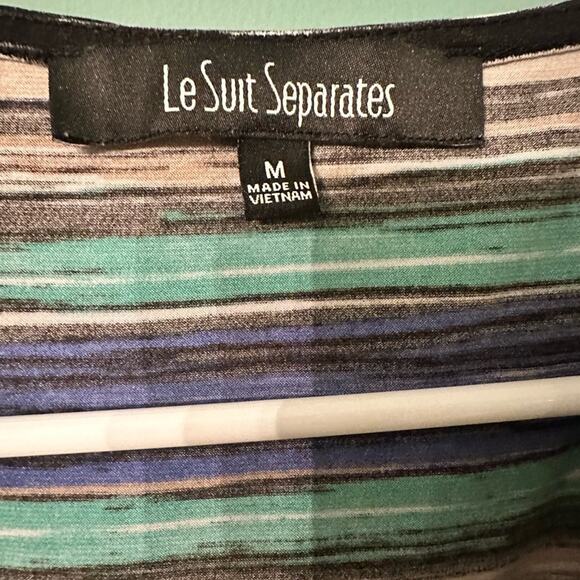 Le Suit Separates
M
MADE IN
VIETNAM